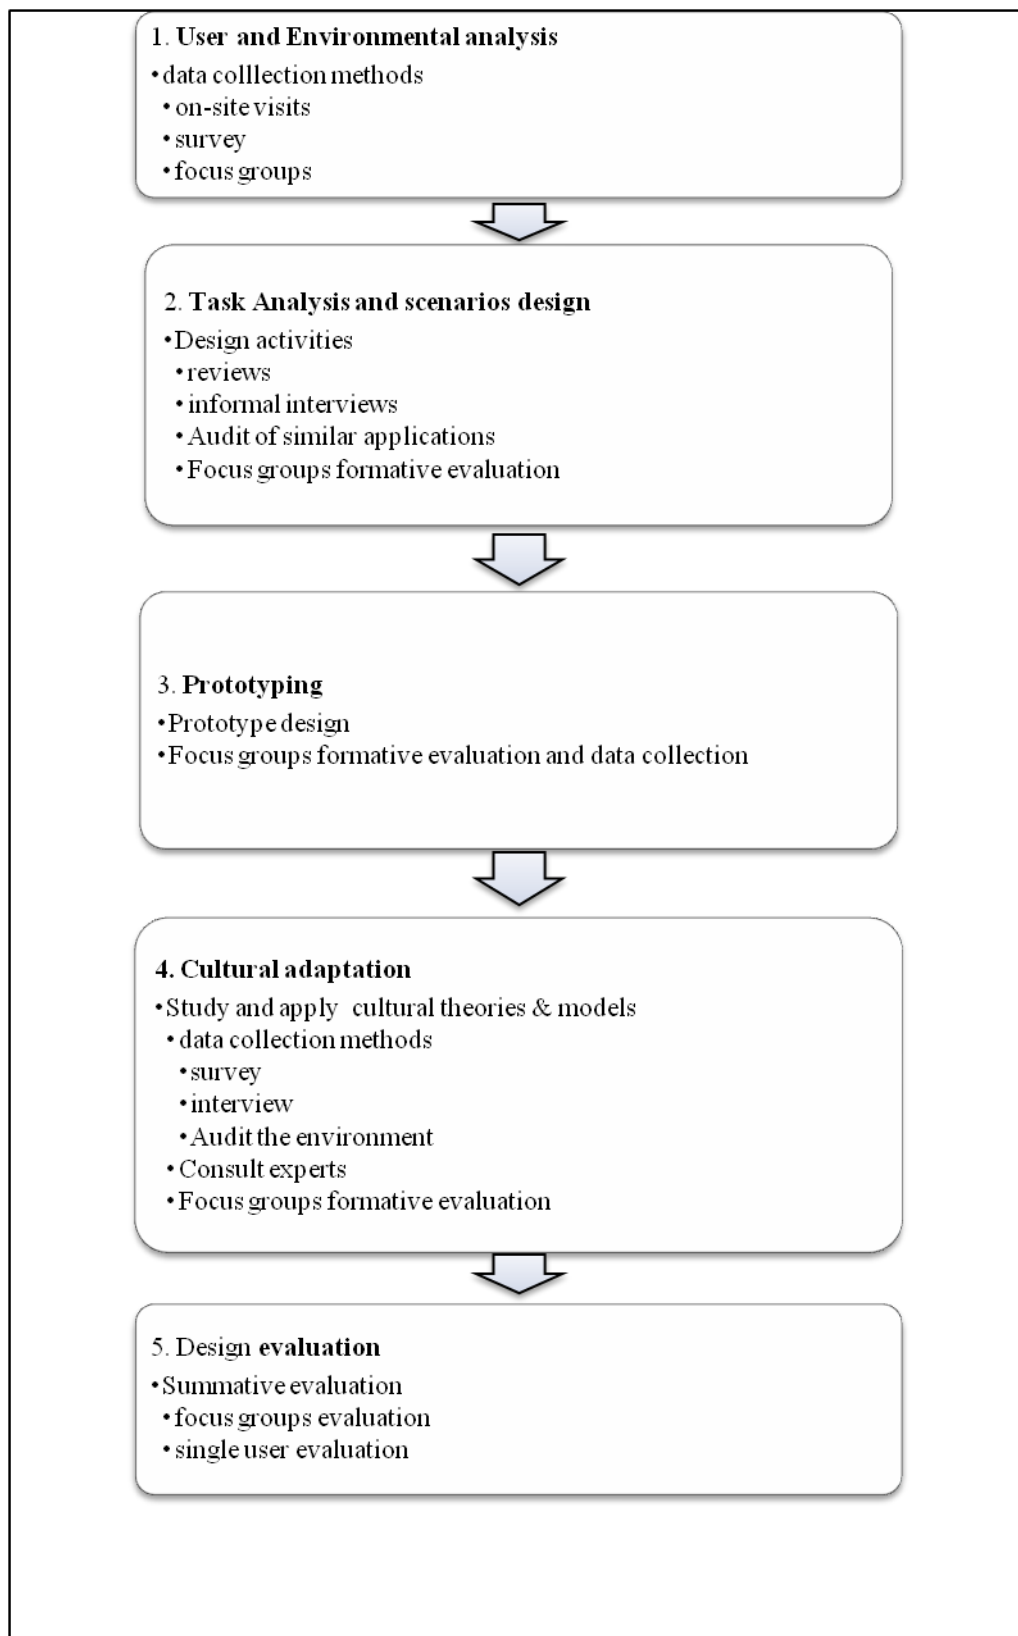 1. User and Environmental analysis
•data colllection methods
•on-site visits
•survey
•focus groups
2. Task Analysis and scenarios design
•Design activities
•reviews
•informal interviews
•Audit of similar applications
•Focus groups formative evaluation
3. Prototyping
•Prototype design
•Focus groups formative evaluation and data collection
4. Cultural adaptation
•Study and apply cultural theories & models
•data collection methods
•survey
•interview
•Audit the environment
•Consult experts
•Focus groups formative evaluation
5. Design evaluation
•Summative evaluation
•focus groups evaluation
•single user evaluation